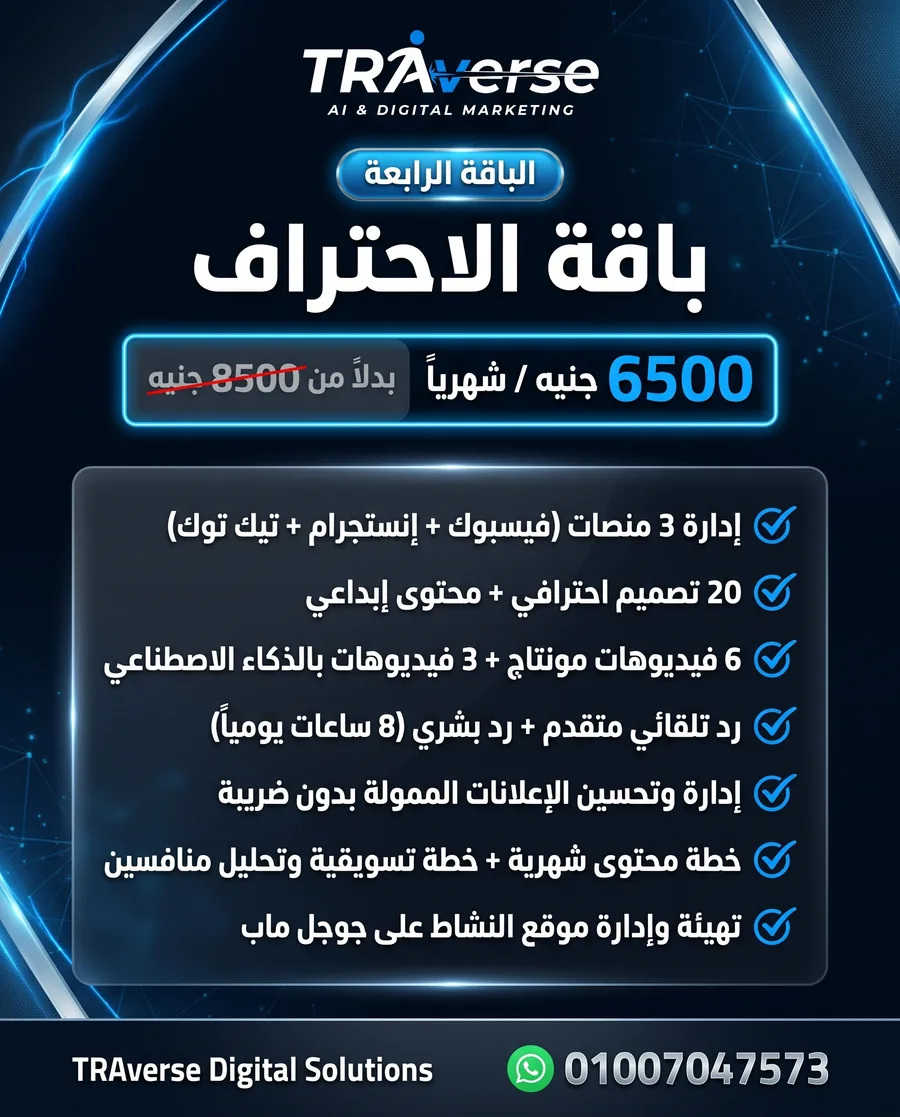 TRAverse
AI & DIGITAL MARKETING
الباقة الرابعة
باقة الاحتراف
6500 جنيه / شهرياً بدلاً من 8500 جنيه
إدارة 3 منصات (فيسبوك + إنستجرام + تيك توك)
20 تصميم احترافي + محتوى إبداعي
6 فيديوهات مونتاج + 3 فيديوهات بالذكاء الاصطناعي
رد تلقائي متقدم + رد بشري (8 ساعات يومياً)
إدارة وتحسين الإعلانات الممولة بدون ضريبة
خطة محتوى شهرية + خطة تسويقية وتحليل منافسين
تهيئة وإدارة موقع النشاط على جوجل ماب
TRAverse Digital Solutions 01007047573